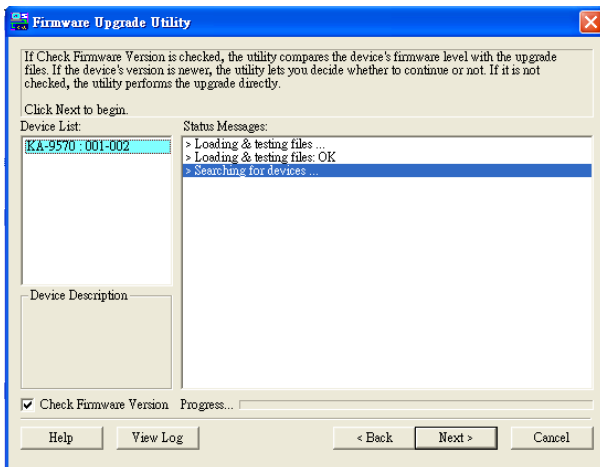 Firmware Upgrade Utility
If Check Firmware Version is checked, the utility compares the device's firmware level with the upgrade
files. If the device's version is newer, the utility lets you decide whether to continue or not. If it is not
checked, the utility performs the upgrade directly.
Click Next to begin.
Device List:
Status Messages:
KA-9570 : 001-002
> Loading & testing files ...
> Loading & testing files: OK
> Searching for devices ...
Device Description
Check Firmware Version Progress...
Help View Log < Back Next > Cancel